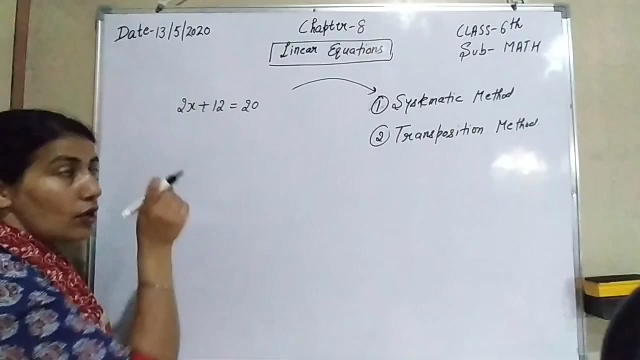 Date-13/5/2020
Chapter-8
CLASS-6th
Linear Equations
Sub- MATH
2x+12=20
① Systematic Method
② Transposition Method